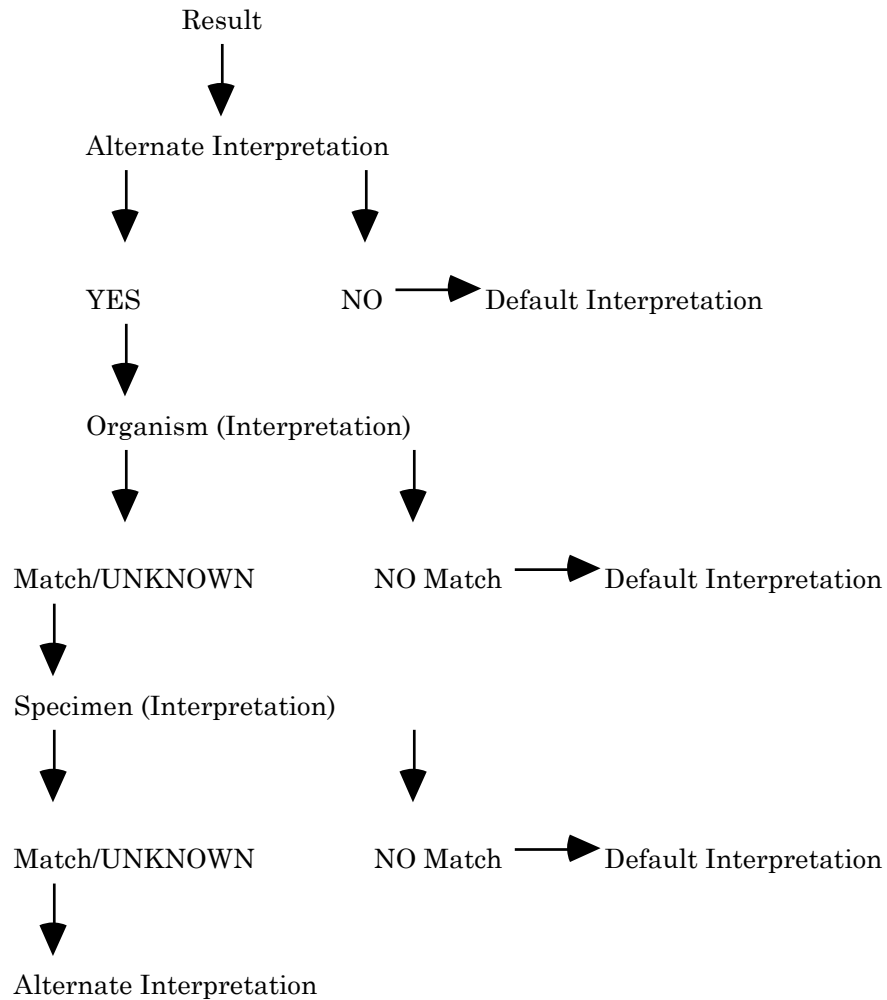 Result
Alternate Interpretation
YES NO Default Interpretation
Organism (Interpretation)
Match/UNKNOWN NO Match Default Interpretation
Specimen (Interpretation)
Match/UNKNOWN NO Match Default Interpretation
Alternate Interpretation